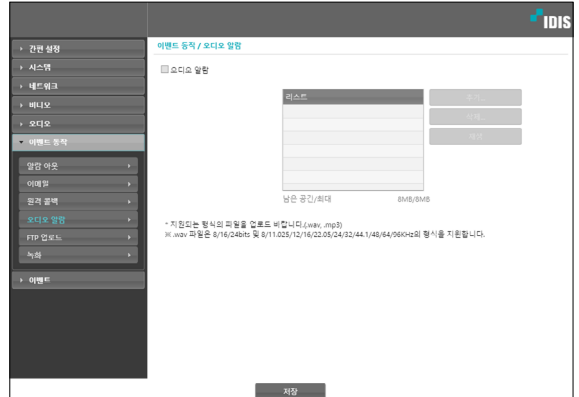 IDIS
간편 설정
시스템
네트워크
비디오
오디오
이벤트 동작
알람 아웃
이메일
원격 콜백
오디오 알람
FTP 업로드
녹화
이벤트
이벤트 동작 / 오디오 알람
오디오 알람
리스트
추가...
삭제...
갱신
남은 공간/최대 8MB/8MB
* 지원되는 형식의 파일을 업로드 바랍니다.(.wav, .mp3)
※ .wav 파일은 8/16/24bits 및 8/11.025/12/16/22.05/24/32/44.1/48/64/96KHz의 형식을 지원합니다.
저장